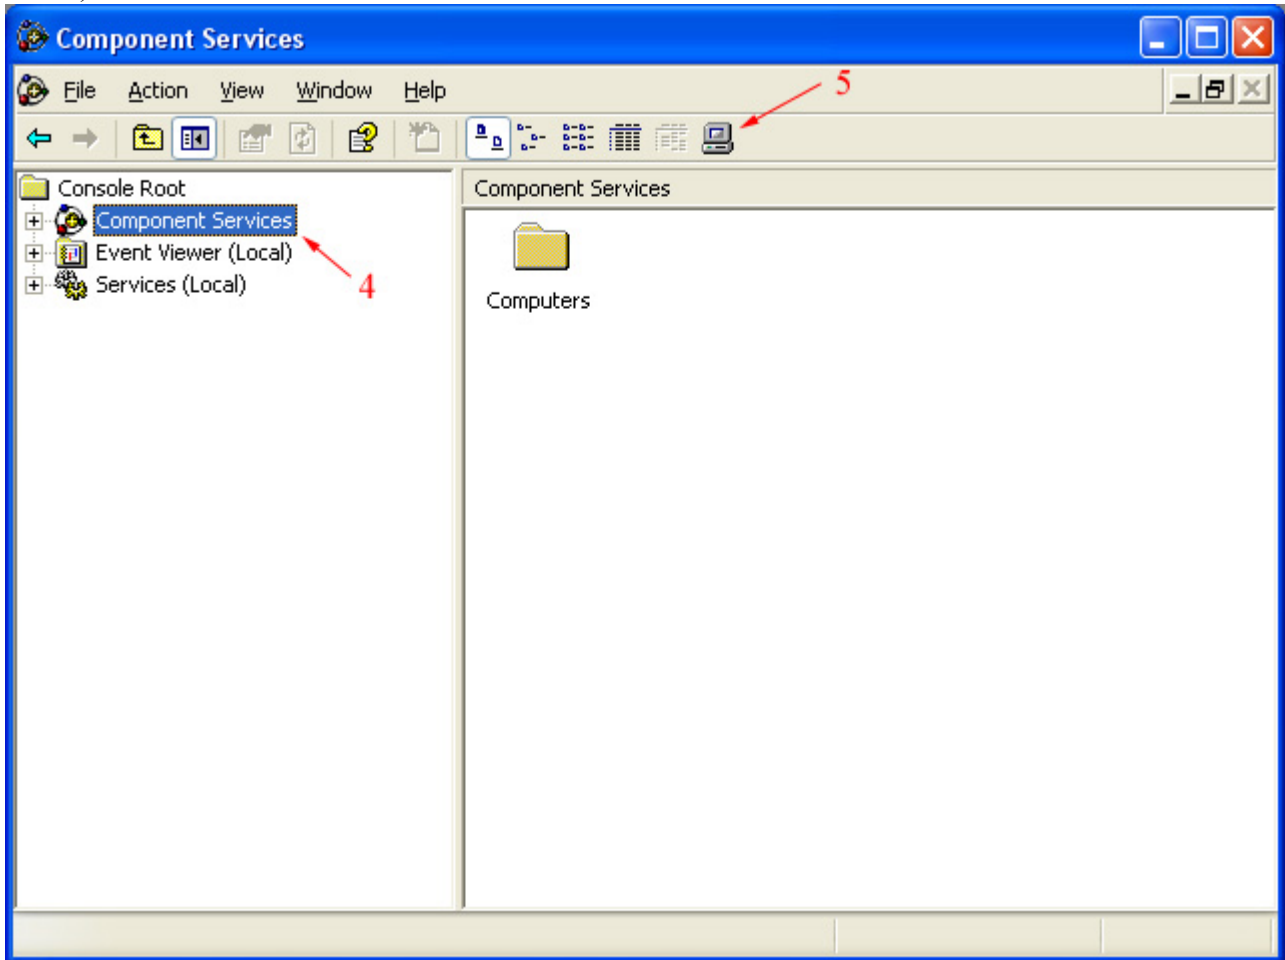 Component Services
File Action View Window Help
5
Console Root
Component Services
Component Services
Event Viewer (Local)
Services (Local)
4
Computers